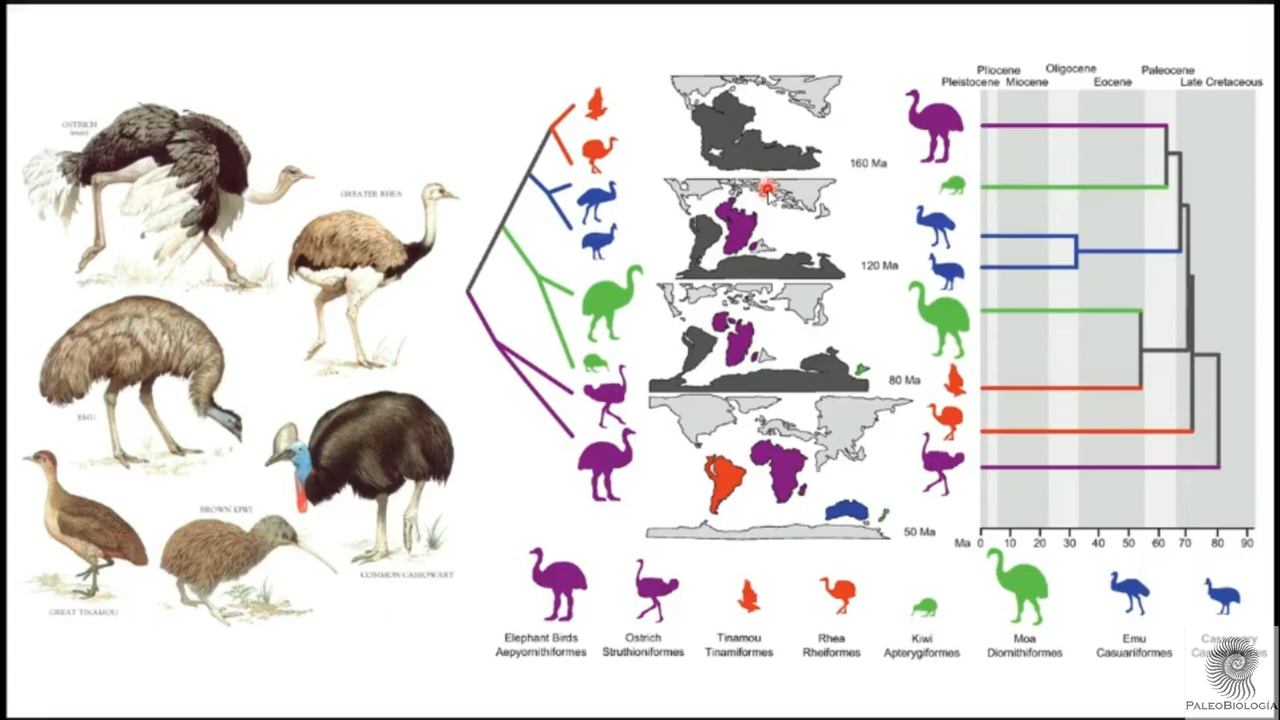 OSTRICH
GREATER RHEA
EMU
BROWN KIWI
COMMON CASSOWARY
GREAT TINAMOU
160 Ma
120 Ma
80 Ma
50 Ma
Pliocene
Oligocene
Paleocene
Pleistocene
Miocene
Eocene
Late Cretaceous
Ma 0 10 20 30 40 50 60 70 80 90
Elephant Birds
Aepyornithiformes
Ostrich
Struthioniformes
Tinamou
Tinamiformes
Rhea
Rheiformes
Kiwi
Apterygiformes
Moa
Diornithiformes
Emu
Casuariiformes
PALEOBIOLOGÍA